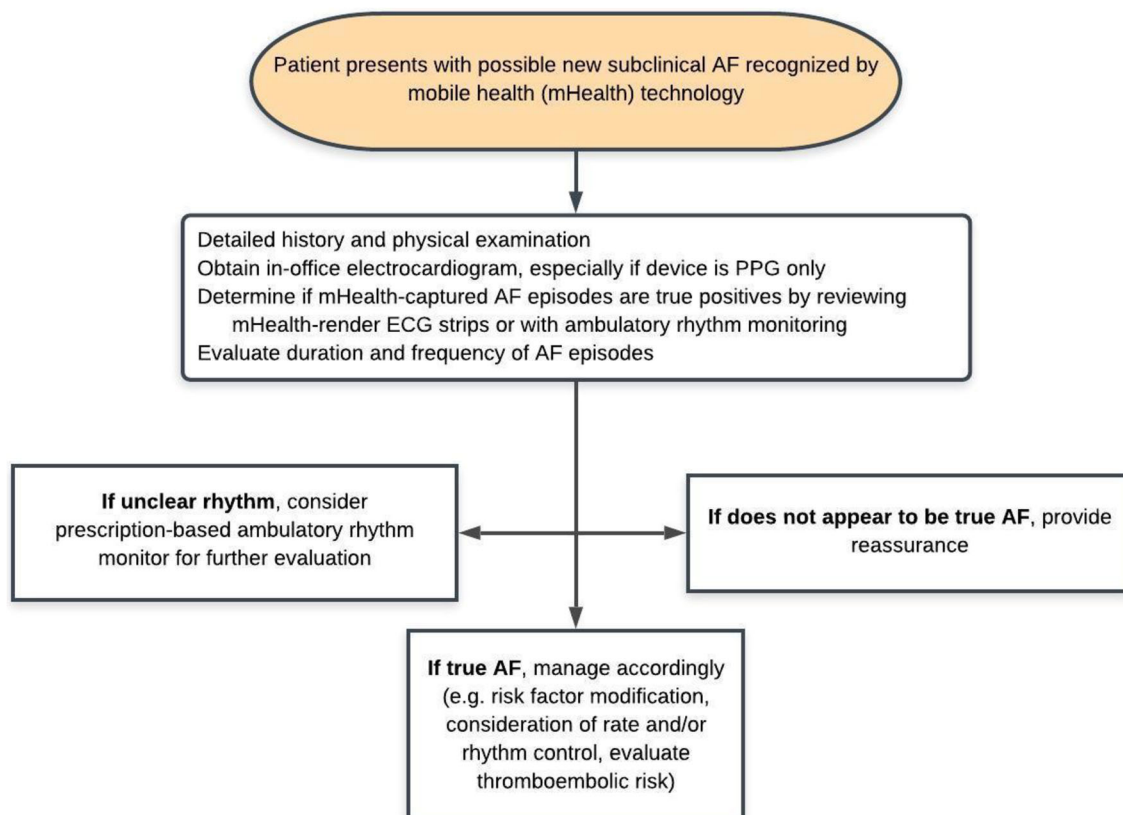 Patient presents with possible new subclinical AF recognized by
mobile health (mHealth) technology
Detailed history and physical examination
Obtain in-office electrocardiogram, especially if device is PPG only
Determine if mHealth-captured AF episodes are true positives by reviewing
mHealth-render ECG strips or with ambulatory rhythm monitoring
Evaluate duration and frequency of AF episodes
If unclear rhythm, consider
prescription-based ambulatory rhythm
monitor for further evaluation
If does not appear to be true AF, provide
reassurance
If true AF, manage accordingly
(e.g. risk factor modification,
consideration of rate and/or
rhythm control, evaluate
thromboembolic risk)